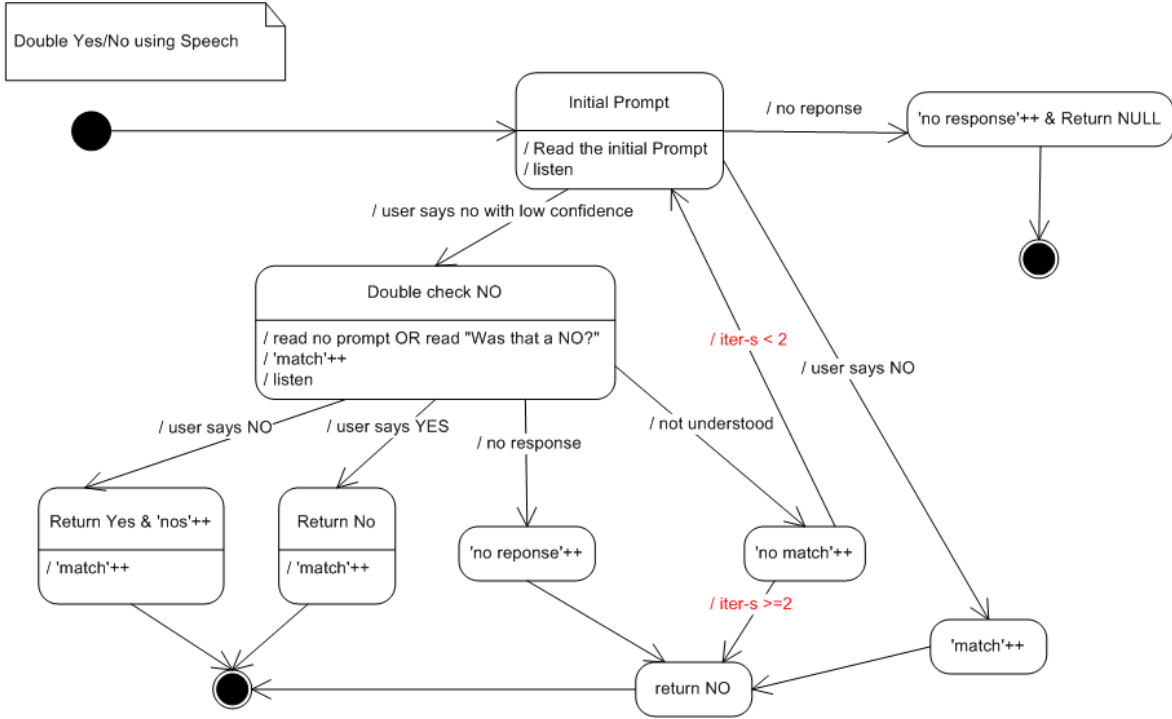 Double Yes/No using Speech
Initial Prompt
/ Read the initial Prompt
/ listen
/ no reponse
'no response'++ & Return NULL
/ user says no with low confidence
Double check NO
/ read no prompt OR read "Was that a NO?"
/ 'match'++
/ listen
/ iter-s < 2
/ user says NO
/ user says NO
/ user says YES
/ no response
/ not understood
Return Yes & 'nos'++
/ 'match'++
Return No
/ 'match'++
'no reponse'++
'no match'++
/ iter-s >=2
'match'++
return NO